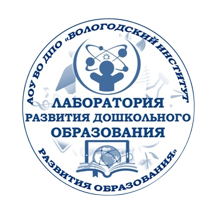 АОУ ВО ДПО «ВОЛОГОДСКИЙ ИНСТИТУТ
ЛАБОРАТОРИЯ
РАЗВИТИЯ ДОШКОЛЬНОГО
ОБРАЗОВАНИЯ
РАЗВИТИЯ ОБРАЗОВАНИЯ»